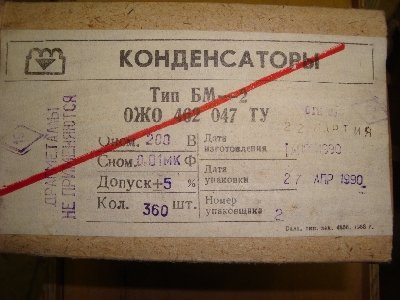 КОНДЕНСАТОРЫ
Тип БМ-2
ОЖО 462 047 ТУ
ДРАГМЕТАЛЛЫ
НЕ ПРИМЕНЯЮТСЯ
Uном. 200 В
Сном. 0,01мк Ф
Допуск ±5 %
Кол. 360 шт.
ПАРТИЯ
Дата
изготовления
1990
Дата
упаковки
27 АПР 1990
Номер
упаковщика 2